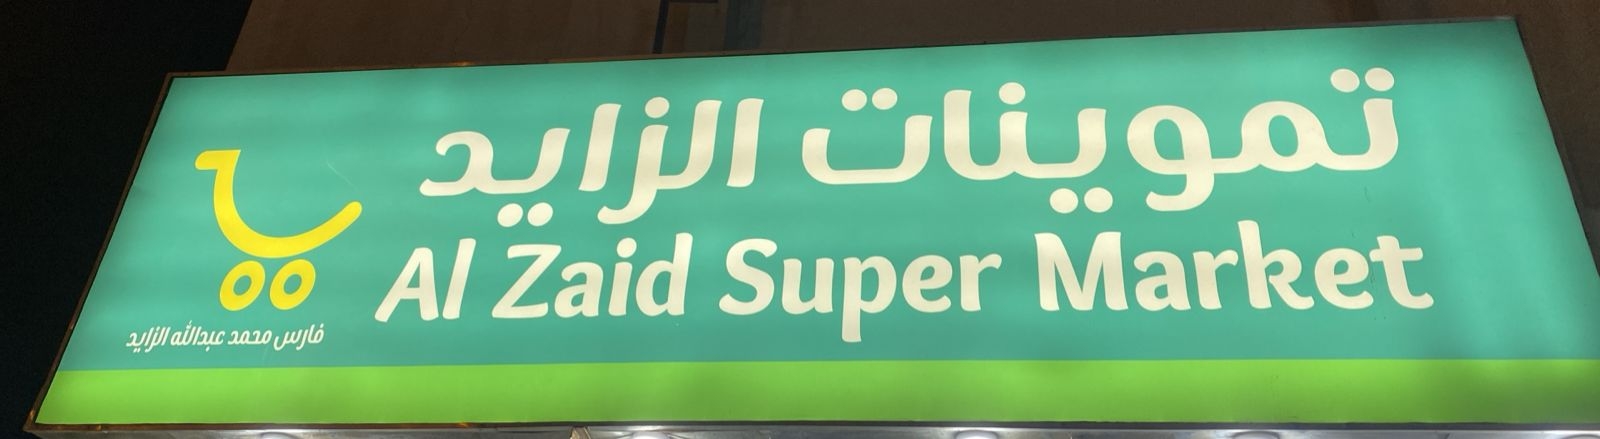 تموينات الزايد
Al Zaid Super Market
فارس محمد عبدالله الزايد